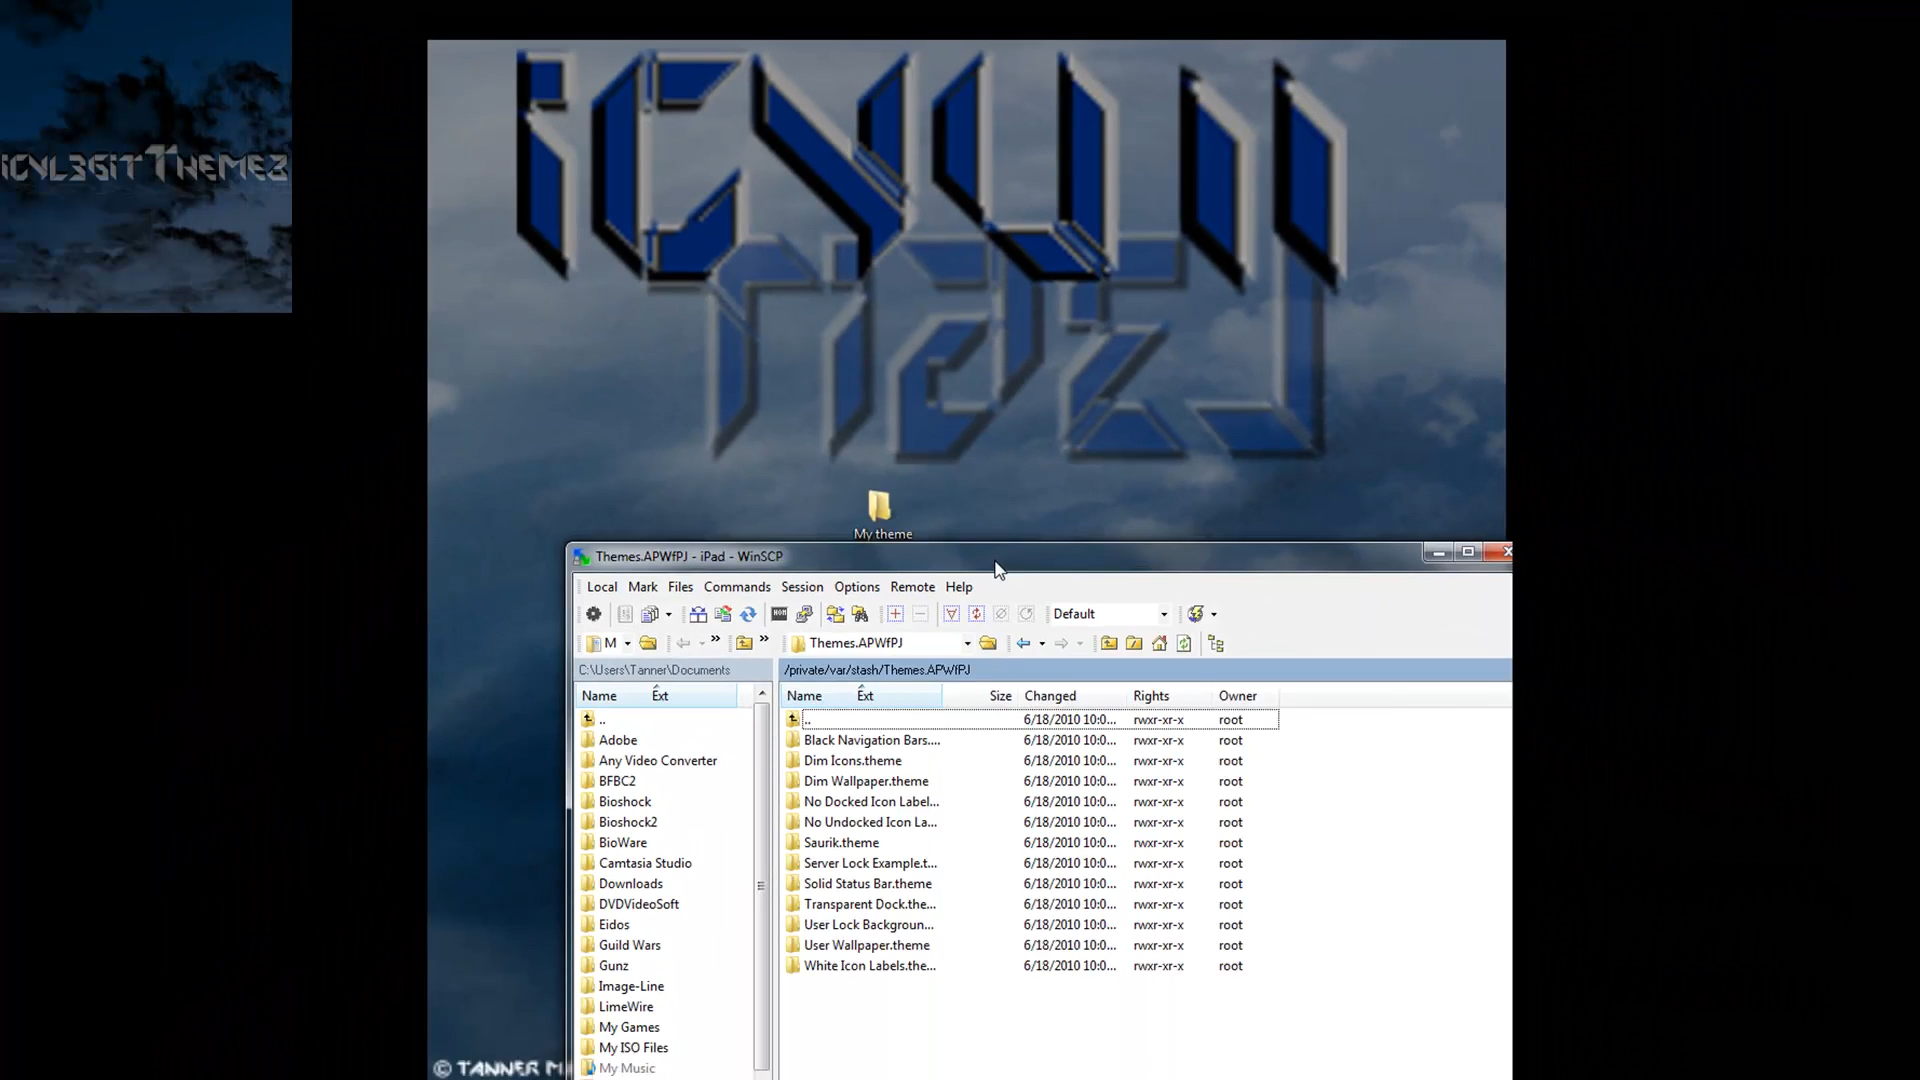 iCYL3GiTTHEMEZ
My theme
Themes.APWfPJ - iPad - WinSCP
Local Mark Files Commands Session Options Remote Help
Default
M » » Themes.APWfPJ
C:\Users\Tanner\Documents /private/var/stash/Themes.APWfPJ
Name Ext Name Ext Size Changed Rights Owner
.. .. 6/18/2010 10:0... rwxr-xr-x root
Adobe Black Navigation Bars.... 6/18/2010 10:0... rwxr-xr-x root
Any Video Converter Dim Icons.theme 6/18/2010 10:0... rwxr-xr-x root
BFBC2 Dim Wallpaper.theme 6/18/2010 10:0... rwxr-xr-x root
Bioshock No Docked Icon Label... 6/18/2010 10:0... rwxr-xr-x root
Bioshock2 No Undocked Icon La... 6/18/2010 10:0... rwxr-xr-x root
BioWare Saurik.theme 6/18/2010 10:0... rwxr-xr-x root
Camtasia Studio Server Lock Example.t... 6/18/2010 10:0... rwxr-xr-x root
Downloads Solid Status Bar.theme 6/18/2010 10:0... rwxr-xr-x root
DVDVideoSoft Transparent Dock.the... 6/18/2010 10:0... rwxr-xr-x root
Eidos User Lock Backgroun... 6/18/2010 10:0... rwxr-xr-x root
Guild Wars User Wallpaper.theme 6/18/2010 10:0... rwxr-xr-x root
Gunz White Icon Labels.the... 6/18/2010 10:0... rwxr-xr-x root
Image-Line
LimeWire
My Games
My ISO Files
My Music
© TANNER